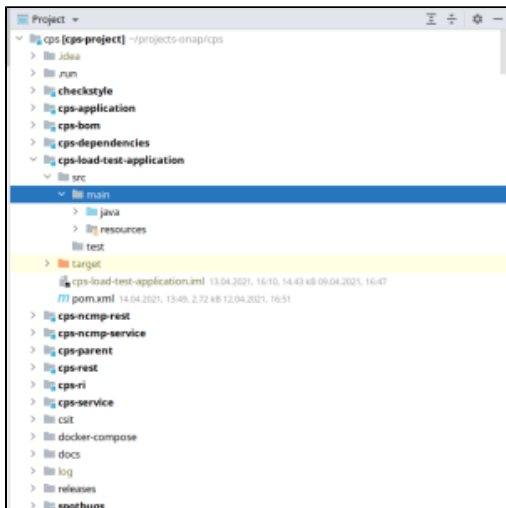 Project
cps [cps-project] ~/projects-onap/cps
.idea
.run
checkstyle
cps-application
cps-bom
cps-dependencies
cps-load-test-application
src
main
java
resources
test
target
cps-load-test-application.iml 13.04.2021, 16:10, 14.43 kB 09.04.2021, 16:47
pom.xml 14.04.2021, 13:49, 2.72 kB 12.04.2021, 16:51
cps-ncmp-rest
cps-ncmp-service
cps-parent
cps-rest
cps-ri
cps-service
csit
docker-compose
docs
log
releases
spotbugs